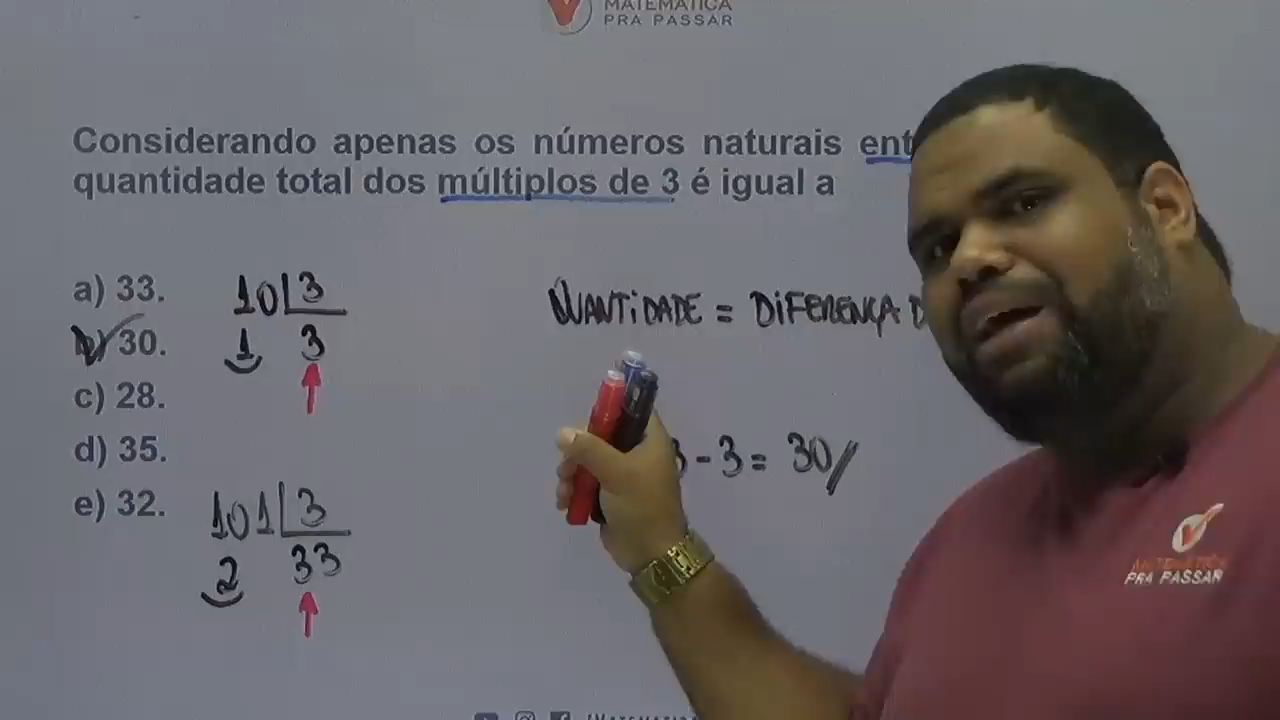 MATEMÁTICA
PRA PASSAR
Considerando apenas os números naturais
quantidade total dos múltiplos de 3 é igual a
a) 33.
b) 30.
c) 28.
d) 35.
e) 32.
10 3
1 3
101 3
2 33
QUANTIDADE = DIFERENÇA
3 - 3 = 30
MATEMÁTICA
PRA PASSAR